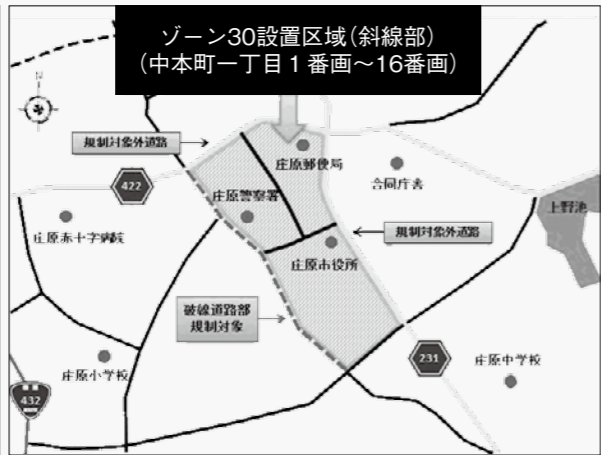 ゾーン30設置区域（斜線部）
（中本町一丁目１番画～16番画）
N
規制対象外道路
庄原郵便局
合同庁舎
422
庄原警察署
上野池
庄原赤十字病院
規制対象外道路
庄原市役所
破線道路部
規制対象
231
庄原中学校
庄原小学校
432